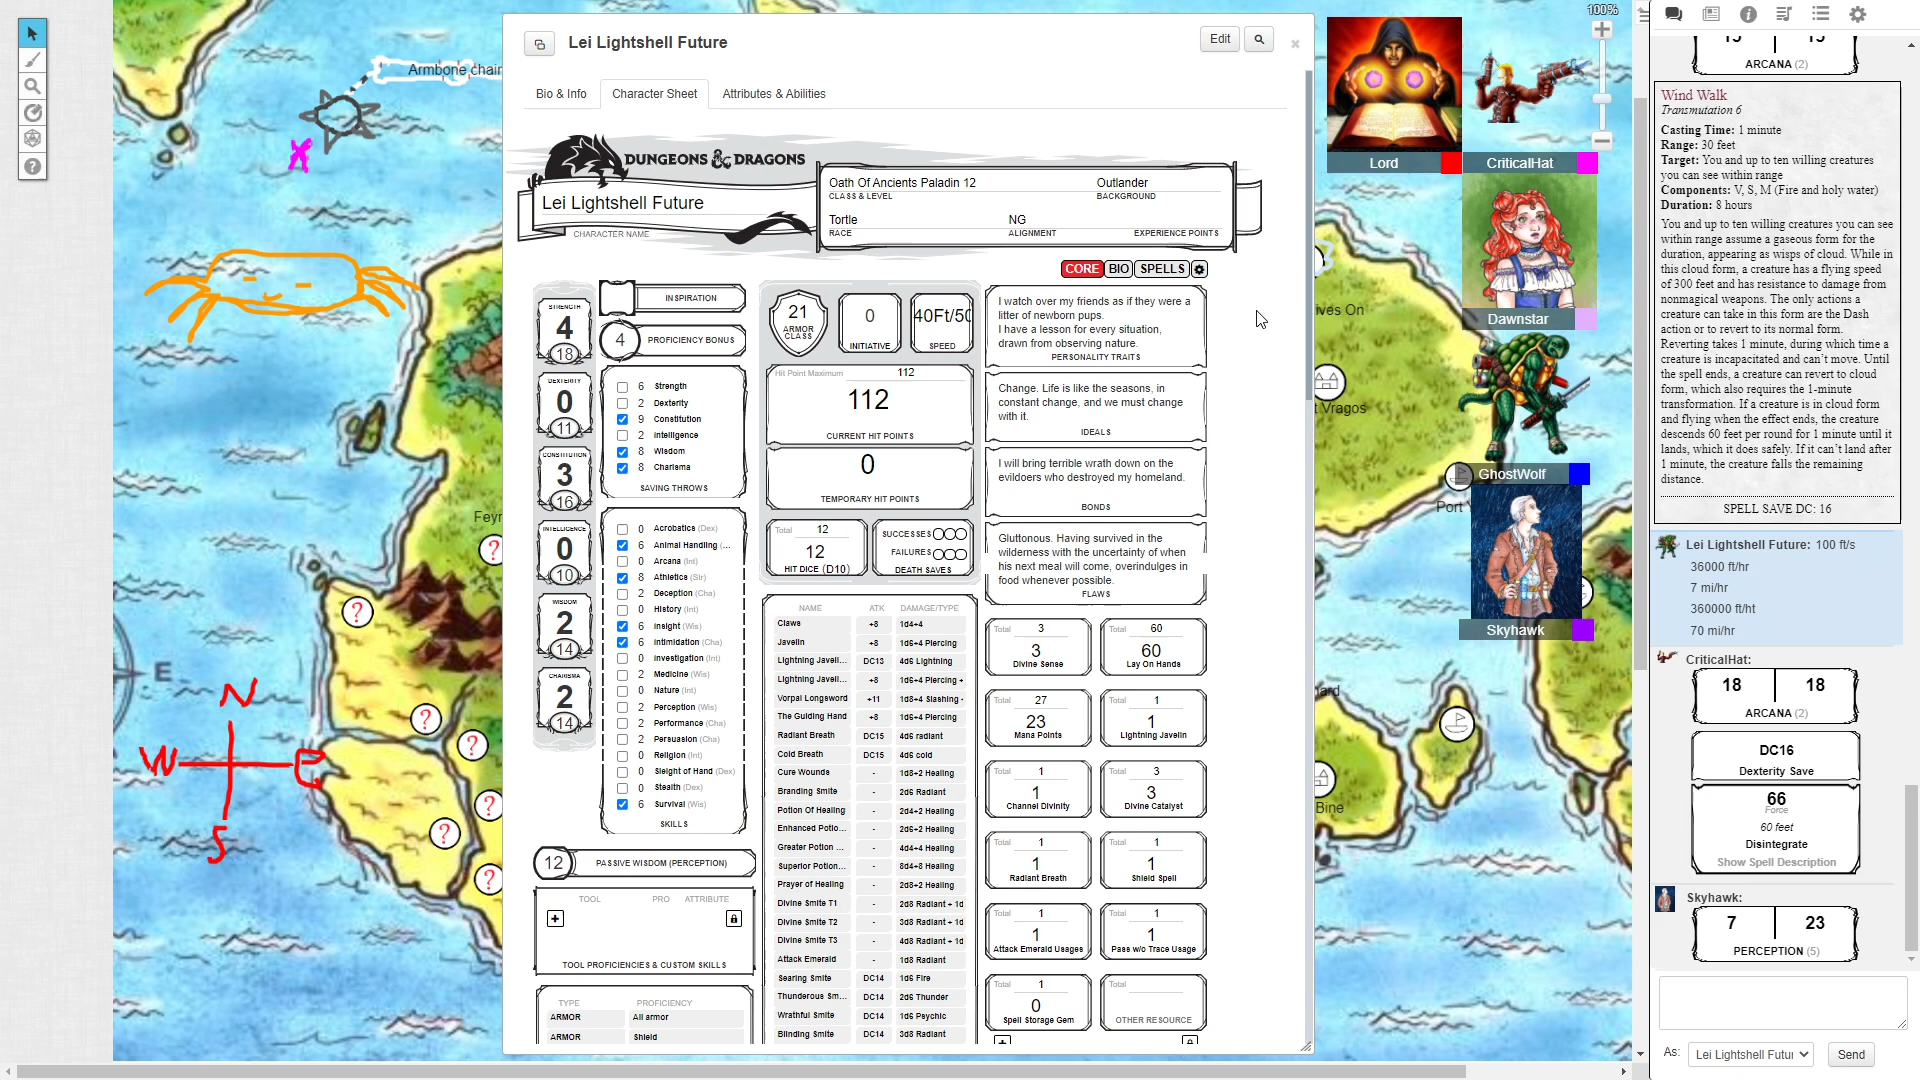 Armbone chain
E
N
W
E
S
Feyr
Lei Lightshell Future
Edit
Bio & Info
Character Sheet
Attributes & Abilities
DUNGEONS & DRAGONS
Lei Lightshell Future
CHARACTER NAME
Oath Of Ancients Paladin 12
Outlander
CLASS & LEVEL
BACKGROUND
Tortle
NG
RACE
ALIGNMENT
EXPERIENCE POINTS
CORE
BIO
SPELLS
STRENGTH
4
18
DEXTERITY
0
11
CONSTITUTION
3
16
INTELLIGENCE
0
10
WISDOM
2
14
CHARISMA
2
14
INSPIRATION
4
PROFICIENCY BONUS
6 Strength
2 Dexterity
9 Constitution
2 Intelligence
8 Wisdom
8 Charisma
SAVING THROWS
0 Acrobatics (Dex)
6 Animal Handling (...
0 Arcana (Int)
8 Athletics (Str)
2 Deception (Cha)
0 History (Int)
6 Insight (Wis)
6 Intimidation (Cha)
0 Investigation (Int)
2 Medicine (Wis)
0 Nature (Int)
2 Perception (Wis)
2 Performance (Cha)
2 Persuasion (Cha)
0 Religion (Int)
0 Sleight of Hand (Dex)
0 Stealth (Dex)
6 Survival (Wis)
SKILLS
12
PASSIVE WISDOM (PERCEPTION)
TOOL PRO ATTRIBUTE
TOOL PROFICIENCIES & CUSTOM SKILLS
TYPE PROFICIENCY
ARMOR All armor
ARMOR Shield
21
ARMOR
CLASS
0
INITIATIVE
40Ft/50
SPEED
Hit Point Maximum 112
112
CURRENT HIT POINTS
0
TEMPORARY HIT POINTS
Total 12
12
HIT DICE (D10)
SUCCESSES
FAILURES
DEATH SAVES
NAME ATK DAMAGE/TYPE
Claws +8 1d4+4
Javelin +8 1d6+4 Piercing
Lightning Javeli... DC13 4d6 Lightning
Lightning Javeli... +8 1d6+4 Piercing +
Vorpal Longsword +11 1d8+4 Slashing
The Guiding Hand +8 1d6+4 Piercing
Radiant Breath DC15 4d6 radiant
Cold Breath DC15 4d6 cold
Cure Wounds - 1d8+2 Healing
Branding Smite - 2d6 Radiant
Potion Of Healing - 2d4+2 Healing
Enhanced Potio... - 2d6+2 Healing
Greater Potion ... - 4d4+4 Healing
Superior Potion... - 8d4+8 Healing
Prayer of Healing - 2d8+2 Healing
Divine Smite T1 - 2d8 Radiant + 1d
Divine Smite T2 - 3d8 Radiant + 1d
Divine Smite T3 - 4d8 Radiant + 1d
Attack Emerald - 1d8 Radiant
Searing Smite DC14 1d6 Fire
Thunderous Sm... DC14 2d6 Thunder
Wrathful Smite DC14 1d6 Psychic
Blinding Smite DC14 3d8 Radiant
I watch over my friends as if they were a
litter of newborn pups.
I have a lesson for every situation,
drawn from observing nature.
PERSONALITY TRAITS
Change. Life is like the seasons, in
constant change, and we must change
with it.
IDEALS
I will bring terrible wrath down on the
evildoers who destroyed my homeland.
BONDS
Gluttonous. Having survived in the
wilderness with the uncertainty of when
his next meal will come, overindulges in
food whenever possible.
FLAWS
Total 3
3
Divine Sense
Total 60
60
Lay On Hands
Total 27
23
Mana Points
Total 1
1
Lightning Javelin
Total 1
1
Channel Divinity
Total 3
3
Divine Catalyst
Total 1
1
Radiant Breath
Total 1
1
Shield Spell
Total 1
1
Attack Emerald Usages
Total 1
1
Pass w/o Trace Usage
Total 1
0
Spell Storage Gem
Total
OTHER RESOURCE
ives On
t Vragos
Port
ard
Bine
Lord
CriticalHat
Dawnstar
GhostWolf
Skyhawk
100%
15 15
ARCANA (2)
Wind Walk
Transmutation 6
Casting Time: 1 minute
Range: 30 feet
Target: You and up to ten willing creatures
you can see within range
Components: V, S, M (Fire and holy water)
Duration: 8 hours
You and up to ten willing creatures you can see
within range assume a gaseous form for the
duration, appearing as wisps of cloud. While in
this cloud form, a creature has a flying speed
of 300 feet and has resistance to damage from
nonmagical weapons. The only actions a
creature can take in this form are the Dash
action or to revert to its normal form.
Reverting takes 1 minute, during which time a
creature is incapacitated and can't move. Until
the spell ends, a creature can revert to cloud
form, which also requires the 1-minute
transformation. If a creature is in cloud form
and flying when the effect ends, the creature
descends 60 feet per round for 1 minute until it
lands, which it does safely. If it can't land after
1 minute, the creature falls the remaining
distance.
SPELL SAVE DC: 16
Lei Lightshell Future: 100 ft/s
36000 ft/hr
7 mi/hr
360000 ft/ht
70 mi/hr
CriticalHat:
18 18
ARCANA (2)
DC16
Dexterity Save
66
Force
60 feet
Disintegrate
Show Spell Description
Skyhawk:
7 23
PERCEPTION (5)
As: Lei Lightshell Futur
Send